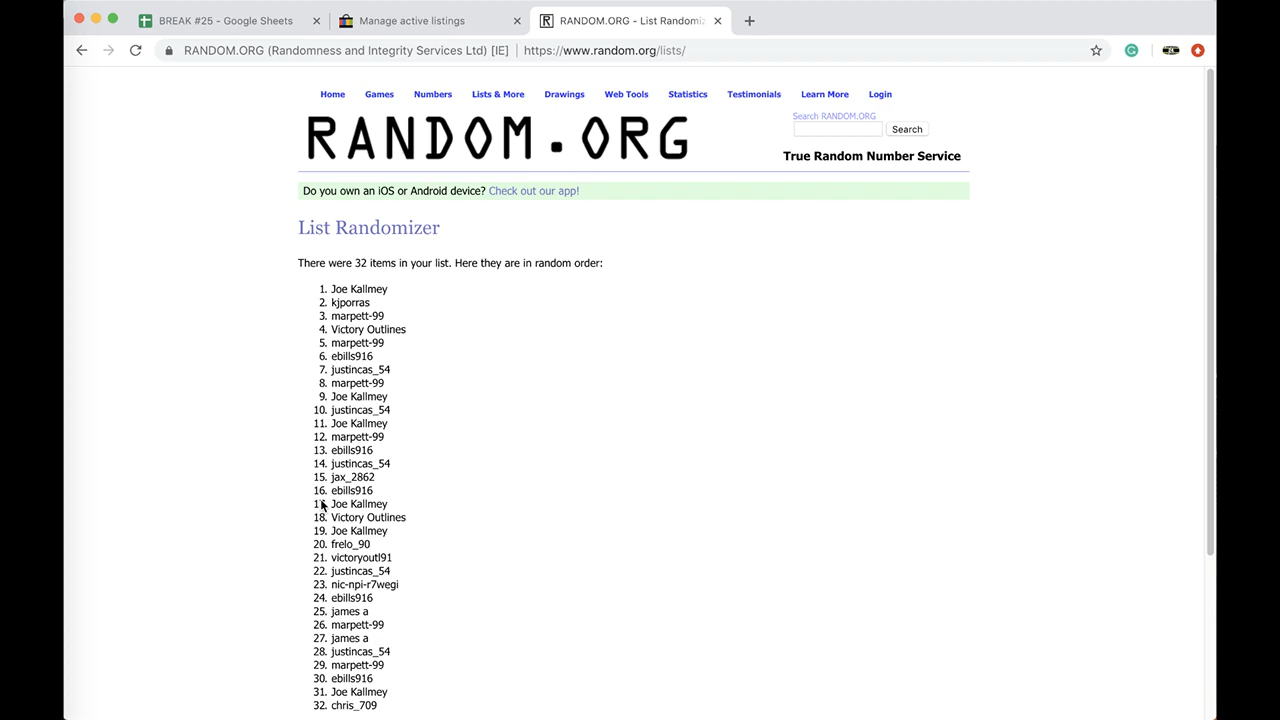 BREAK #25 - Google Sheets
Manage active listings
RANDOM.ORG - List Randomiz
RANDOM.ORG (Randomness and Integrity Services Ltd) [IE] | https://www.random.org/lists/
Home Games Numbers Lists & More Drawings Web Tools Statistics Testimonials Learn More Login
Search RANDOM.ORG
Search
RANDOM.ORG
True Random Number Service
Do you own an iOS or Android device? Check out our app!
List Randomizer
There were 32 items in your list. Here they are in random order:
1. Joe Kallmey
2. kjporras
3. marpett-99
4. Victory Outlines
5. marpett-99
6. ebills916
7. justincas_54
8. marpett-99
9. Joe Kallmey
10. justincas_54
11. Joe Kallmey
12. marpett-99
13. ebills916
14. justincas_54
15. jax_2862
16. ebills916
17. Joe Kallmey
18. Victory Outlines
19. Joe Kallmey
20. frelo_90
21. victoryoutl91
22. justincas_54
23. nic-npi-r7wegi
24. ebills916
25. james a
26. marpett-99
27. james a
28. justincas_54
29. marpett-99
30. ebills916
31. Joe Kallmey
32. chris_709